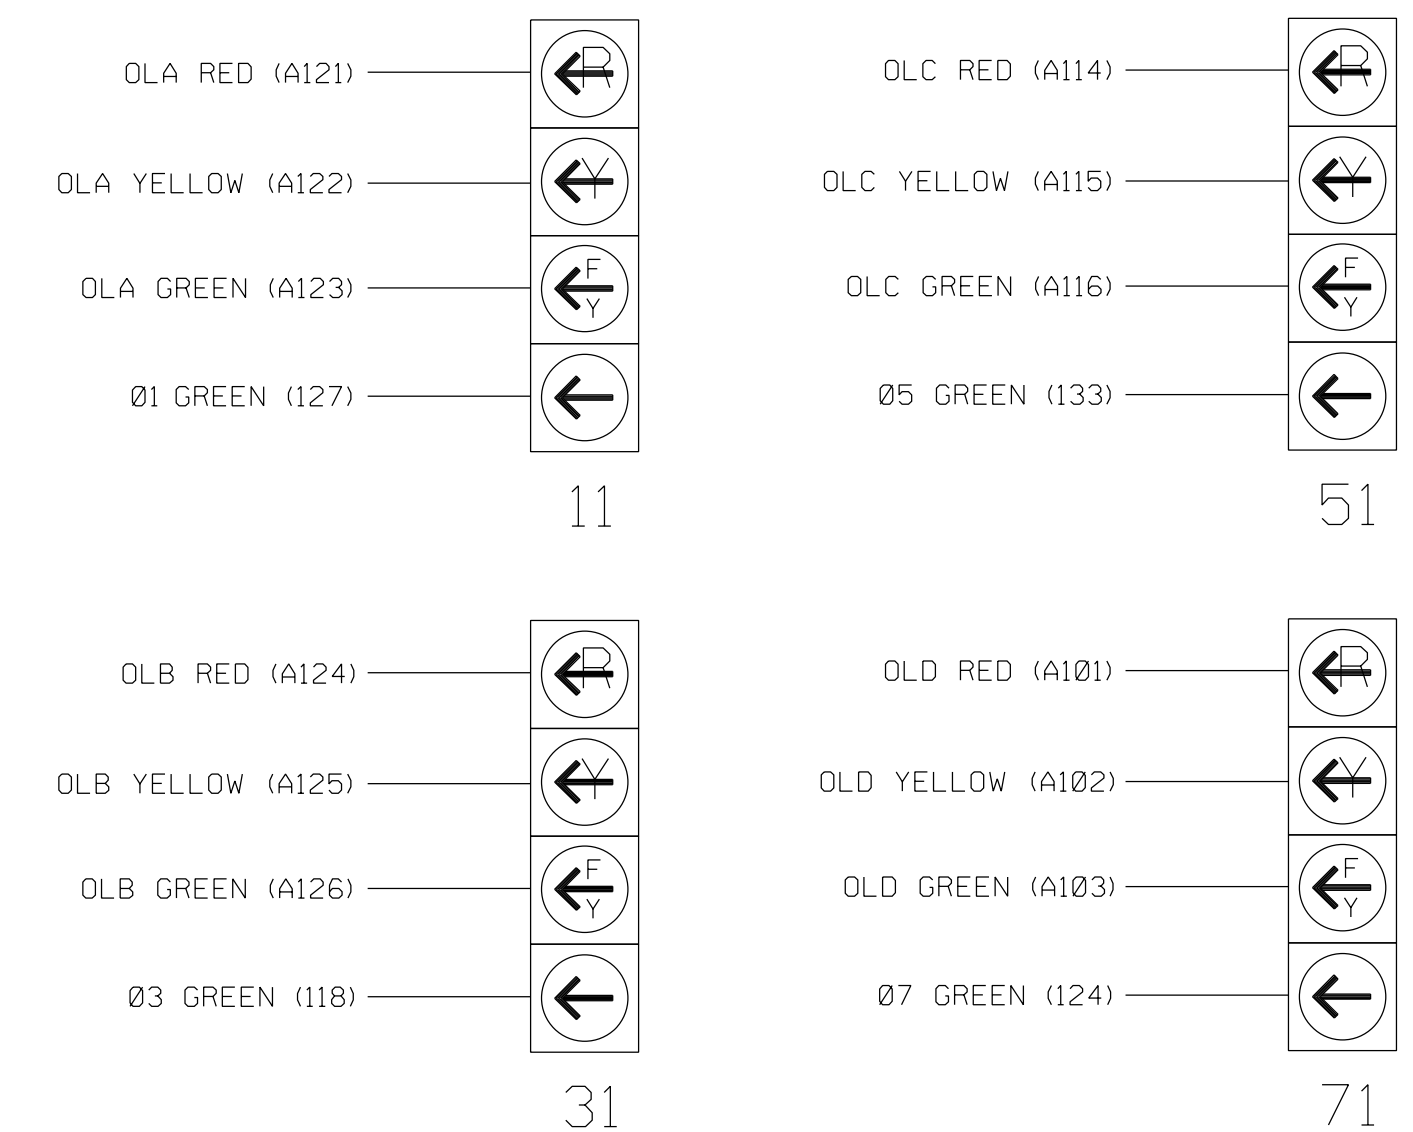 OLA RED (A121)
R
OLA YELLOW (A122)
Y
OLA GREEN (A123)
F
Y
Ø1 GREEN (127)
11
OLC RED (A114)
R
OLC YELLOW (A115)
Y
OLC GREEN (A116)
F
Y
Ø5 GREEN (133)
51
OLB RED (A124)
R
OLB YELLOW (A125)
Y
OLB GREEN (A126)
F
Y
Ø3 GREEN (118)
31
OLD RED (A1Ø1)
R
OLD YELLOW (A1Ø2)
Y
OLD GREEN (A1Ø3)
F
Y
Ø7 GREEN (124)
71